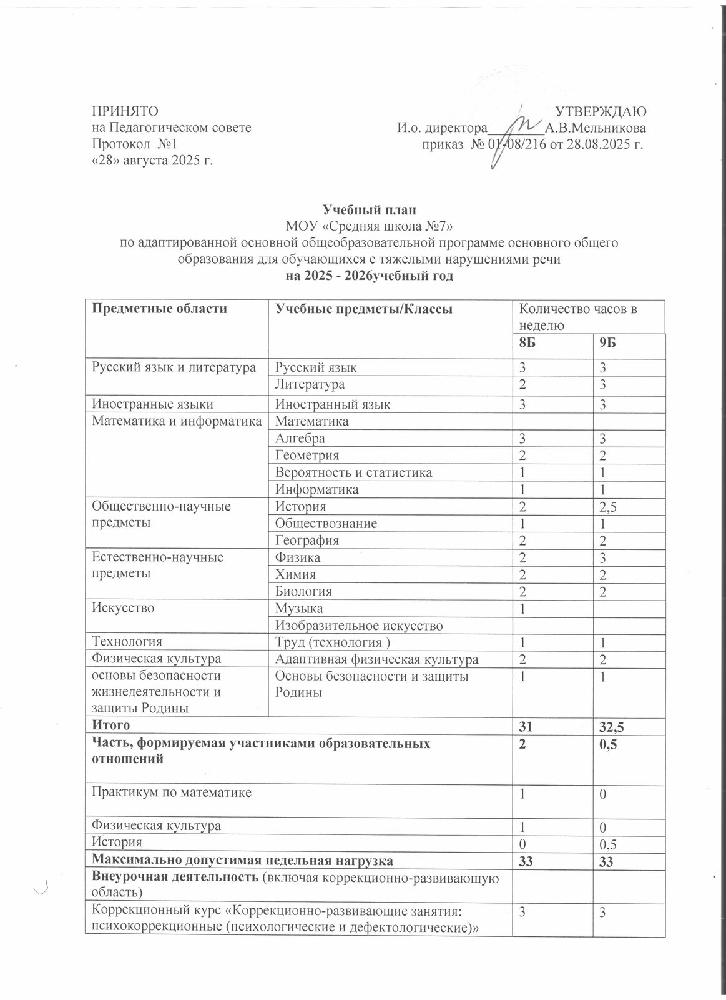 ПРИНЯТО
УТВЕРЖДАЮ
на Педагогическом совете
И.о. директора________А.В.Мельникова
Протокол №1
приказ № 01-08/216 от 28.08.2025 г.
«28» августа 2025 г.
Учебный план
МОУ «Средняя школа №7»
по адаптированной основной общеобразовательной программе основного общего
образования для обучающихся с тяжелыми нарушениями речи
на 2025 - 2026учебный год
Предметные области Учебные предметы/Классы Количество часов в
неделю
8Б 9Б
Русский язык и литература Русский язык 3 3
Литература 2 3
Иностранные языки Иностранный язык 3 3
Математика и информатика Математика
Алгебра 3 3
Геометрия 2 2
Вероятность и статистика 1 1
Информатика 1 1
Общественно-научные История 2 2,5
предметы Обществознание 1 1
География 2 2
Естественно-научные Физика 2 3
предметы Химия 2 2
Биология 2 2
Искусство Музыка 1
Изобразительное искусство
Технология Труд (технология ) 1 1
Физическая культура Адаптивная физическая культура 2 2
основы безопасности Основы безопасности и защиты 1 1
жизнедеятельности и Родины
защиты Родины
Итого 31 32,5
Часть, формируемая участниками образовательных 2 0,5
отношений
Практикум по математике 1 0
Физическая культура 1 0
История 0 0,5
Максимально допустимая недельная нагрузка 33 33
Внеурочная деятельность (включая коррекционно-развивающую
область)
Коррекционный курс «Коррекционно-развивающие занятия: 3 3
психокоррекционные (психологические и дефектологические)»